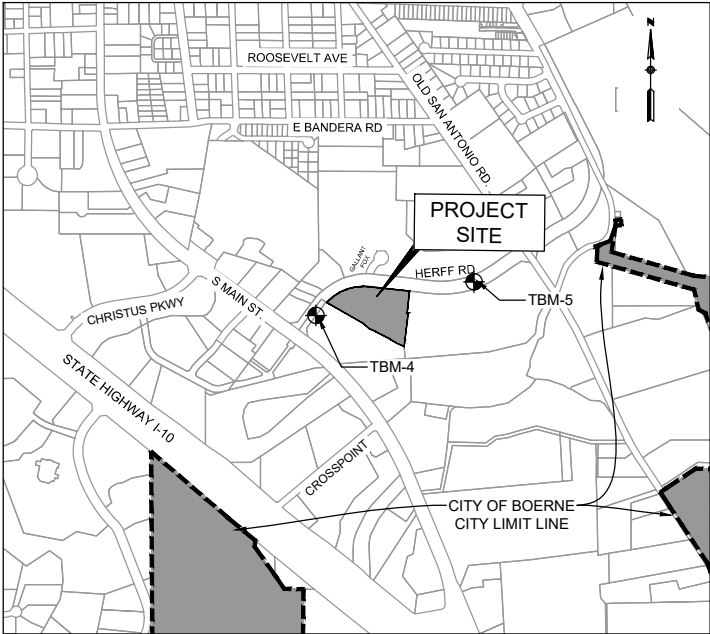 ROOSEVELT AVE
N
OLD SAN ANTONIO RD.
E BANDERA RD
PROJECT
SITE
GALLANT
FOX
HERFF RD
S MAIN ST.
TBM-5
CHRISTUS PKWY
TBM-4
STATE HIGHWAY I-10
CROSSPOINT
CITY OF BOERNE
CITY LIMIT LINE